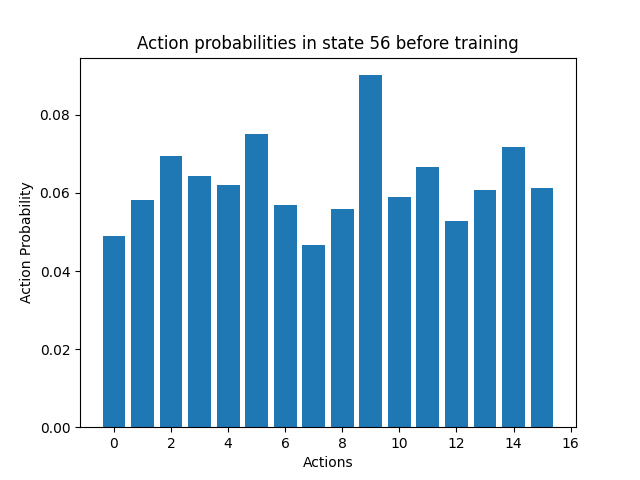 Action probabilities in state 56 before training
0.08
0.06
0.04
0.02
0.00
Action Probability
0 2 4 6 8 10 12 14 16
Actions